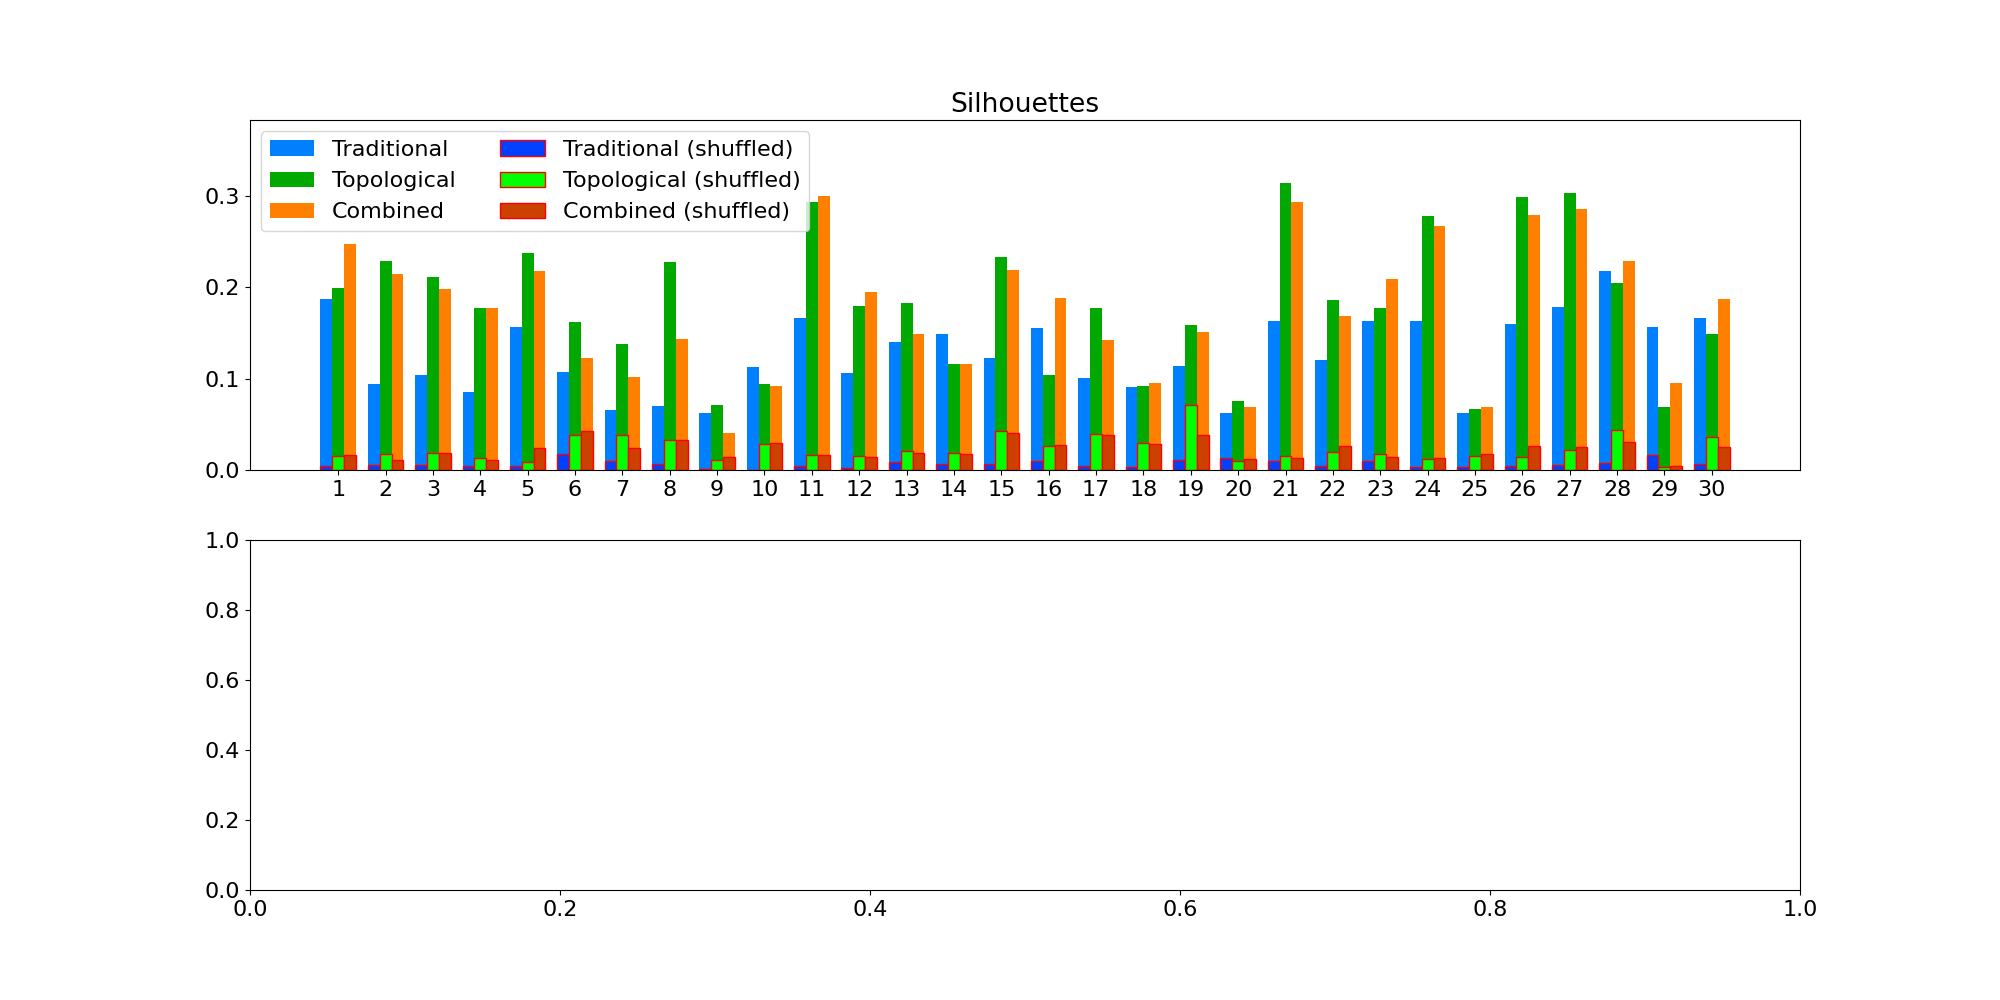 Silhouettes
Traditional Traditional (shuffled)
Topological Topological (shuffled)
Combined Combined (shuffled)
0.3
0.2
0.1
0.0
1 2 3 4 5 6 7 8 9 10 11 12 13 14 15 16 17 18 19 20 21 22 23 24 25 26 27 28 29 30
1.0
0.8
0.6
0.4
0.2
0.0
0.0 0.2 0.4 0.6 0.8 1.0